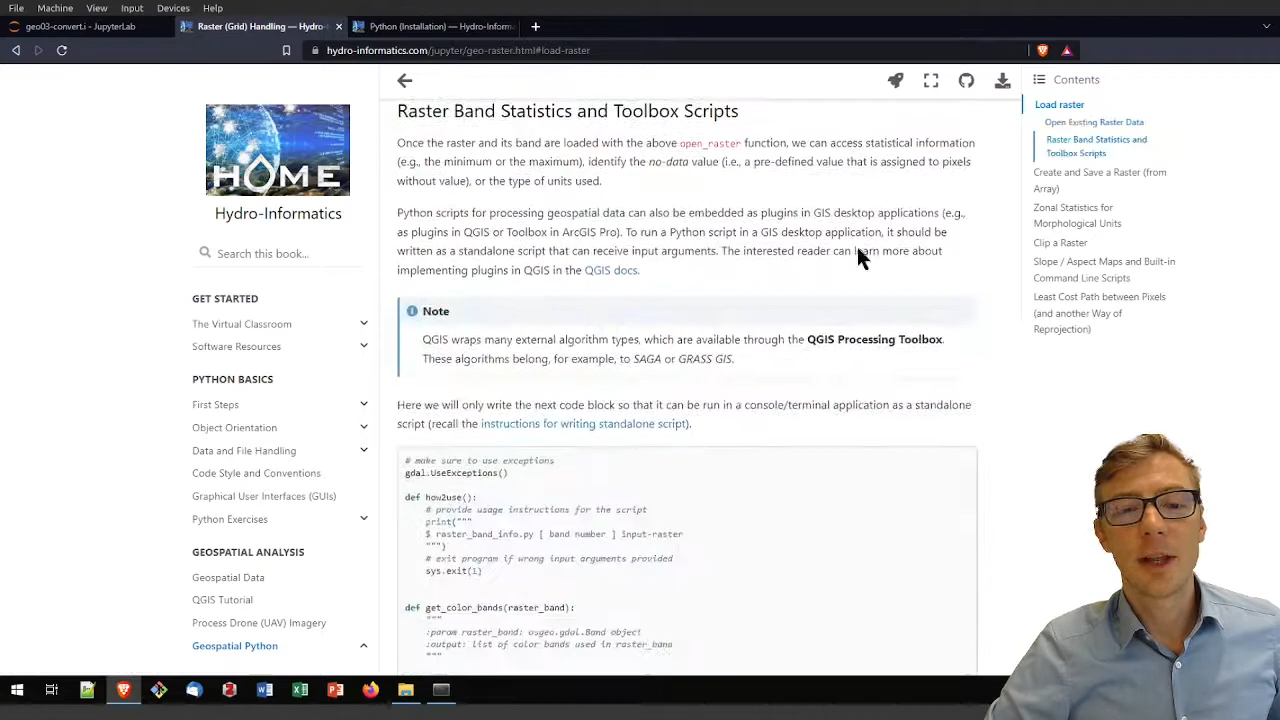 File Machine View Input Devices Help
geo03-convert.i - JupyterLab
Raster (Grid) Handling — Hydro-
Python (Installation) — Hydro-Inform
hydro-informatics.com/jupyter/geo-raster.html#load-raster
HOME
Hydro-Informatics
Search this book...
GET STARTED
The Virtual Classroom
Software Resources
PYTHON BASICS
First Steps
Object Orientation
Data and File Handling
Code Style and Conventions
Graphical User Interfaces (GUIs)
Python Exercises
GEOSPATIAL ANALYSIS
Geospatial Data
QGIS Tutorial
Process Drone (UAV) Imagery
Geospatial Python
Raster Band Statistics and Toolbox Scripts
Once the raster and its band are loaded with the above open_raster function, we can access statistical information
(e.g., the minimum or the maximum), identify the no-data value (i.e., a pre-defined value that is assigned to pixels
without value), or the type of units used.
Python scripts for processing geospatial data can also be embedded as plugins in GIS desktop applications (e.g.,
as plugins in QGIS or Toolbox in ArcGIS Pro). To run a Python script in a GIS desktop application, it should be
written as a standalone script that can receive input arguments. The interested reader can learn more about
implementing plugins in QGIS in the QGIS docs.
Note
QGIS wraps many external algorithm types, which are available through the QGIS Processing Toolbox.
These algorithms belong, for example, to SAGA or GRASS GIS.
Here we will only write the next code block so that it can be run in a console/terminal application as a standalone
script (recall the instructions for writing standalone script).
# make sure to use exceptions
gdal.UseExceptions()
def how2use():
# provide usage instructions for the script
print("""
$ raster_band_info.py [ band number ] input-raster
""")
# exit program if wrong input arguments provided
sys.exit(1)
def get_color_bands(raster_band):
"""
:param raster_band: osgeo.gdal.Band object
:output: list of color bands used in raster_band
"""
Contents
Load raster
Open Existing Raster Data
Raster Band Statistics and
Toolbox Scripts
Create and Save a Raster (from
Array)
Zonal Statistics for
Morphological Units
Clip a Raster
Slope / Aspect Maps and Built-in
Command Line Scripts
Least Cost Path between Pixels
(and another Way of
Reprojection)